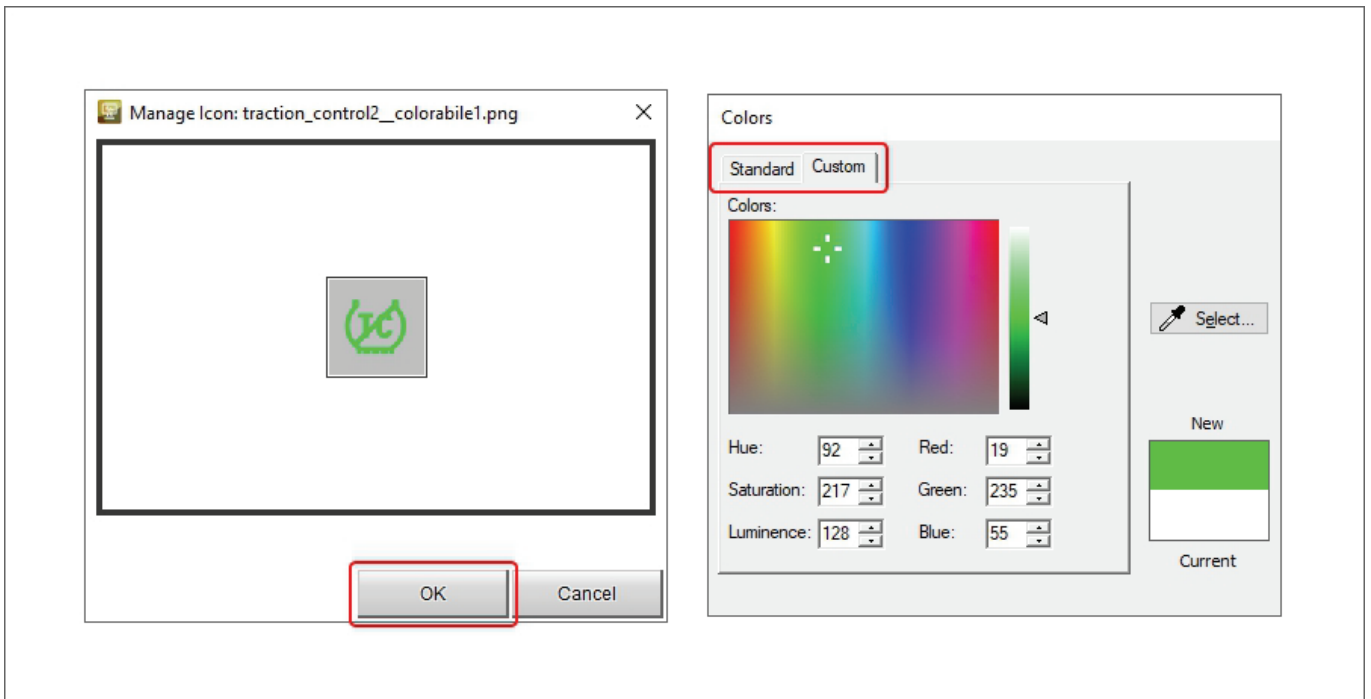 Manage Icon: traction_control2__colorabile1.png
TC
OK
Cancel
Colors
Standard Custom
Colors:
Select...
Hue: 92 Red: 19
Saturation: 217 Green: 235
Luminence: 128 Blue: 55
New
Current